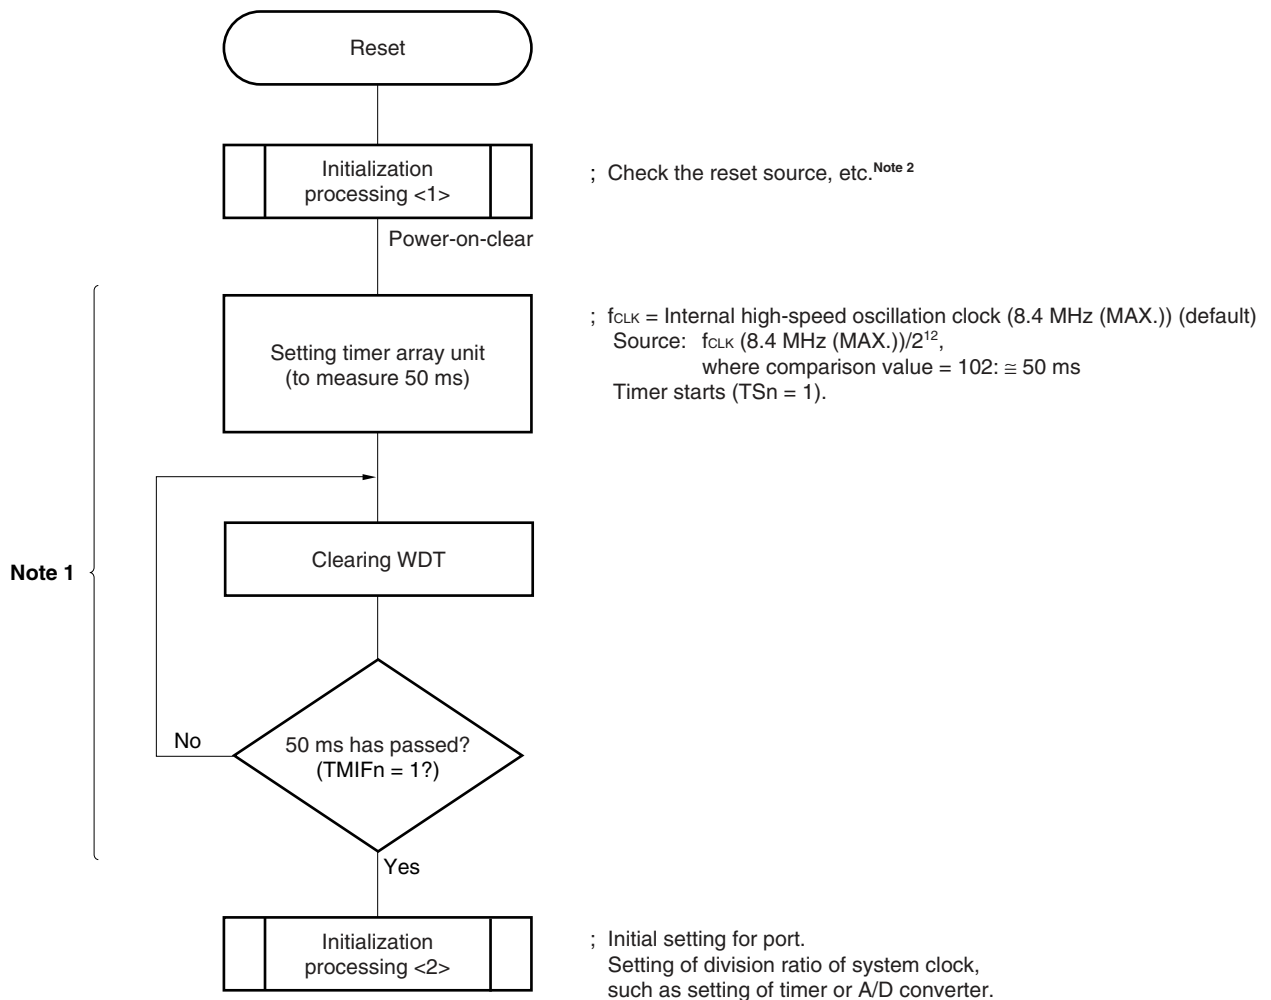 Reset
Initialization
processing <1>
; Check the reset source, etc.Note 2
Power-on-clear
Setting timer array unit
(to measure 50 ms)
; fCLK = Internal high-speed oscillation clock (8.4 MHz (MAX.)) (default)
Source: fCLK (8.4 MHz (MAX.))/2¹²,
where comparison value = 102: ≅ 50 ms
Timer starts (TSn = 1).
Note 1
Clearing WDT
No
50 ms has passed?
(TMIFn = 1?)
Yes
Initialization
processing <2>
; Initial setting for port.
Setting of division ratio of system clock,
such as setting of timer or A/D converter.